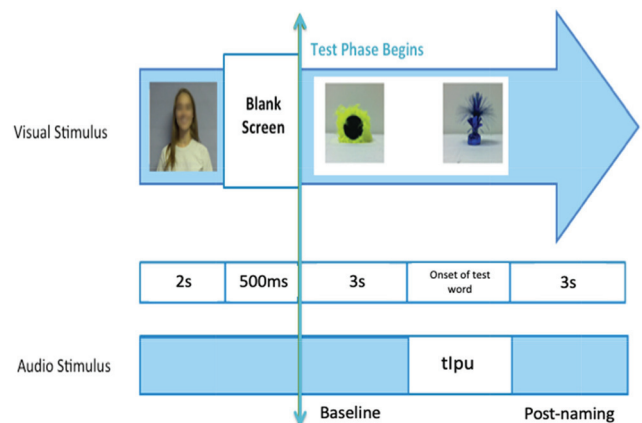 Test Phase Begins
Visual Stimulus
Blank
Screen
2s
500ms
3s
Onset of test
word
3s
Audio Stimulus
tIpu
Baseline
Post-naming